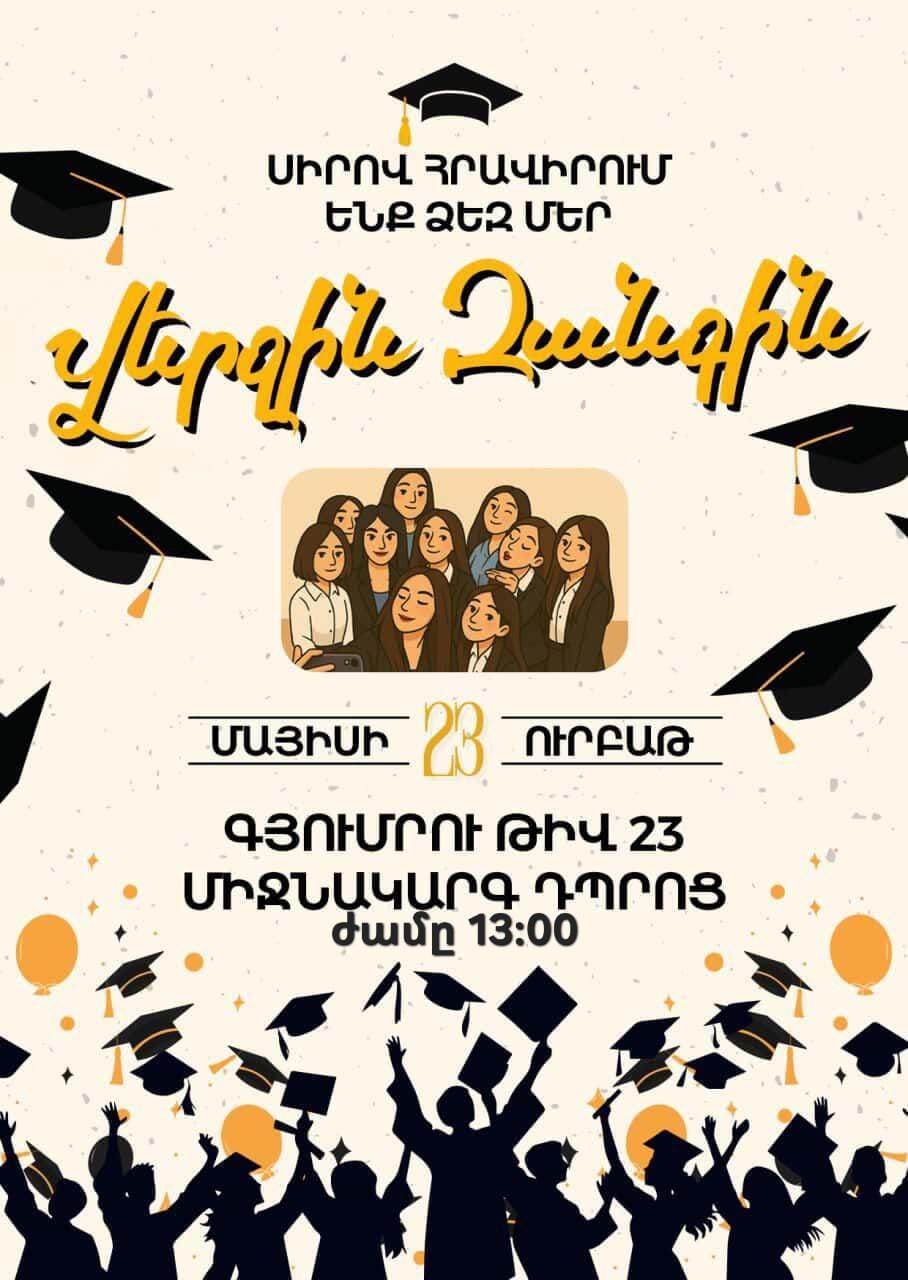 ՍԻՐՈՎ ՀՐԱՎԻՐՈՒՄ
ԵՆՔ ՁԵԶ ՄԵՐ
Վերջին Զանգին
ՄԱՅԻՍԻ 23 ՈՒՐԲԱԹ
ԳՅՈՒՄՐՈՒ ԹԻՎ 23
ՄԻՋՆԱԿԱՐԳ ԴՊՐՈՑ
ժամը 13:00